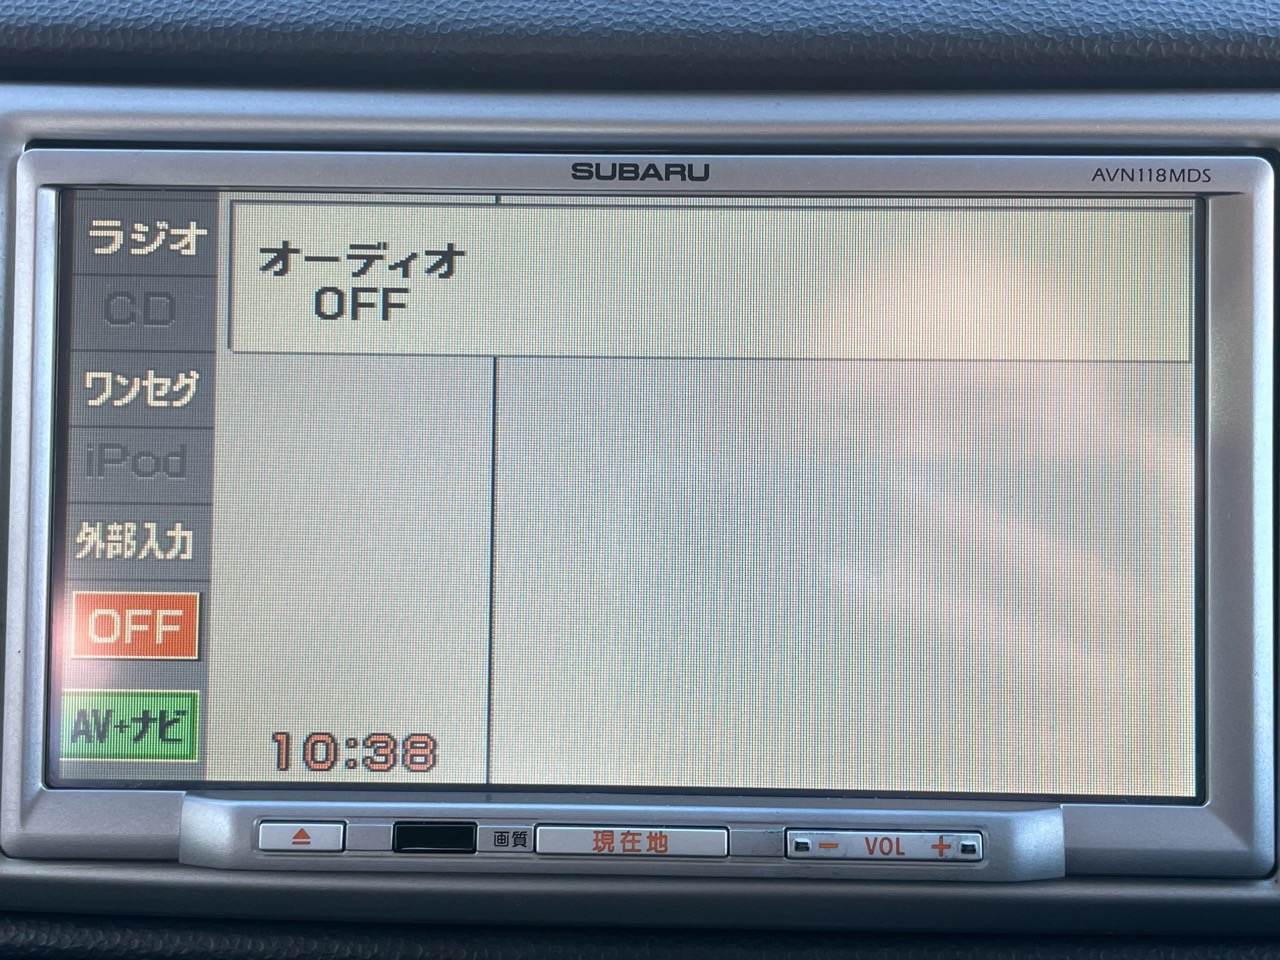 SUBARU
AVN118MDS
ラジオ
CD
ワンセグ
iPod
外部入力
OFF
AV+ナビ
オーディオ
OFF
10:38
画質
現在地
− VOL +